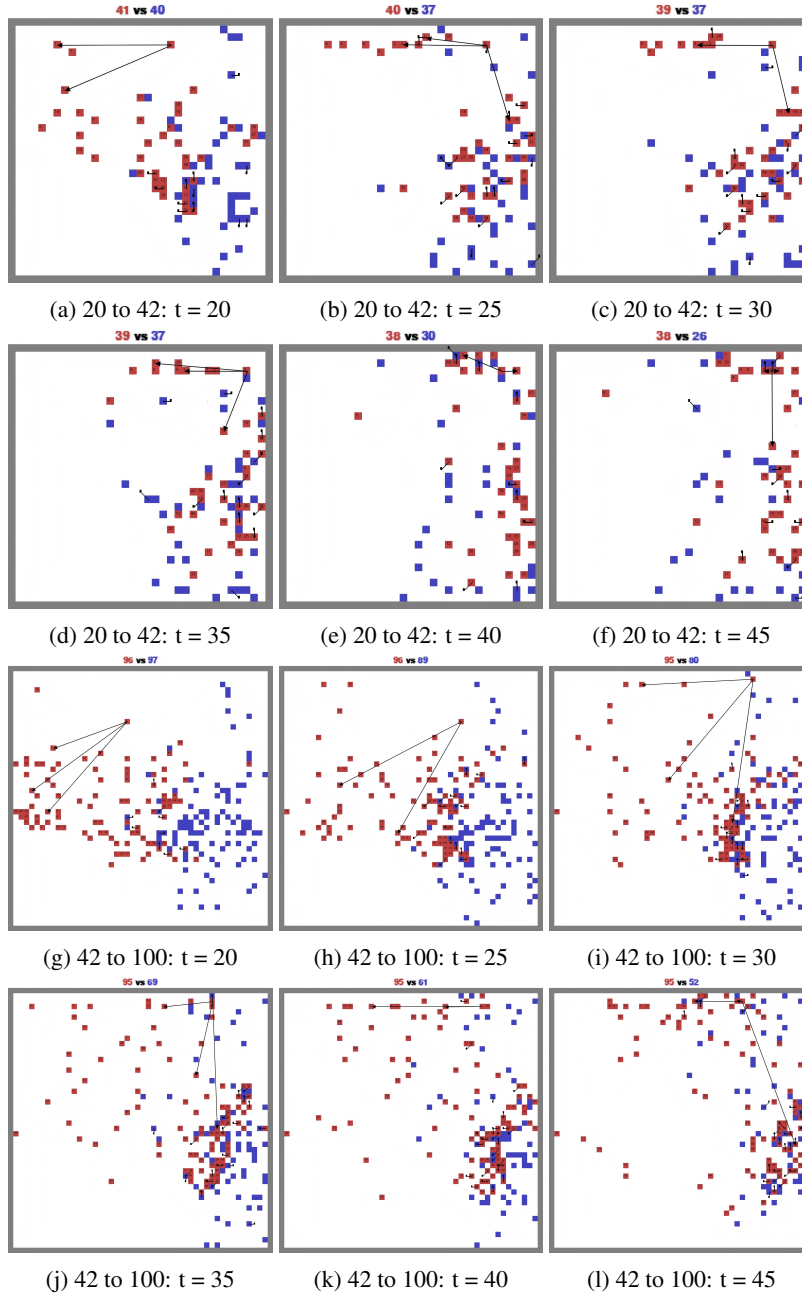 41 vs 40
40 vs 37
39 vs 37
(a) 20 to 42: t = 20
(b) 20 to 42: t = 25
(c) 20 to 42: t = 30
39 vs 37
38 vs 30
38 vs 26
(d) 20 to 42: t = 35
(e) 20 to 42: t = 40
(f) 20 to 42: t = 45
96 vs 97
96 vs 89
95 vs 80
(g) 42 to 100: t = 20
(h) 42 to 100: t = 25
(i) 42 to 100: t = 30
95 vs 69
95 vs 61
95 vs 52
(j) 42 to 100: t = 35
(k) 42 to 100: t = 40
(l) 42 to 100: t = 45